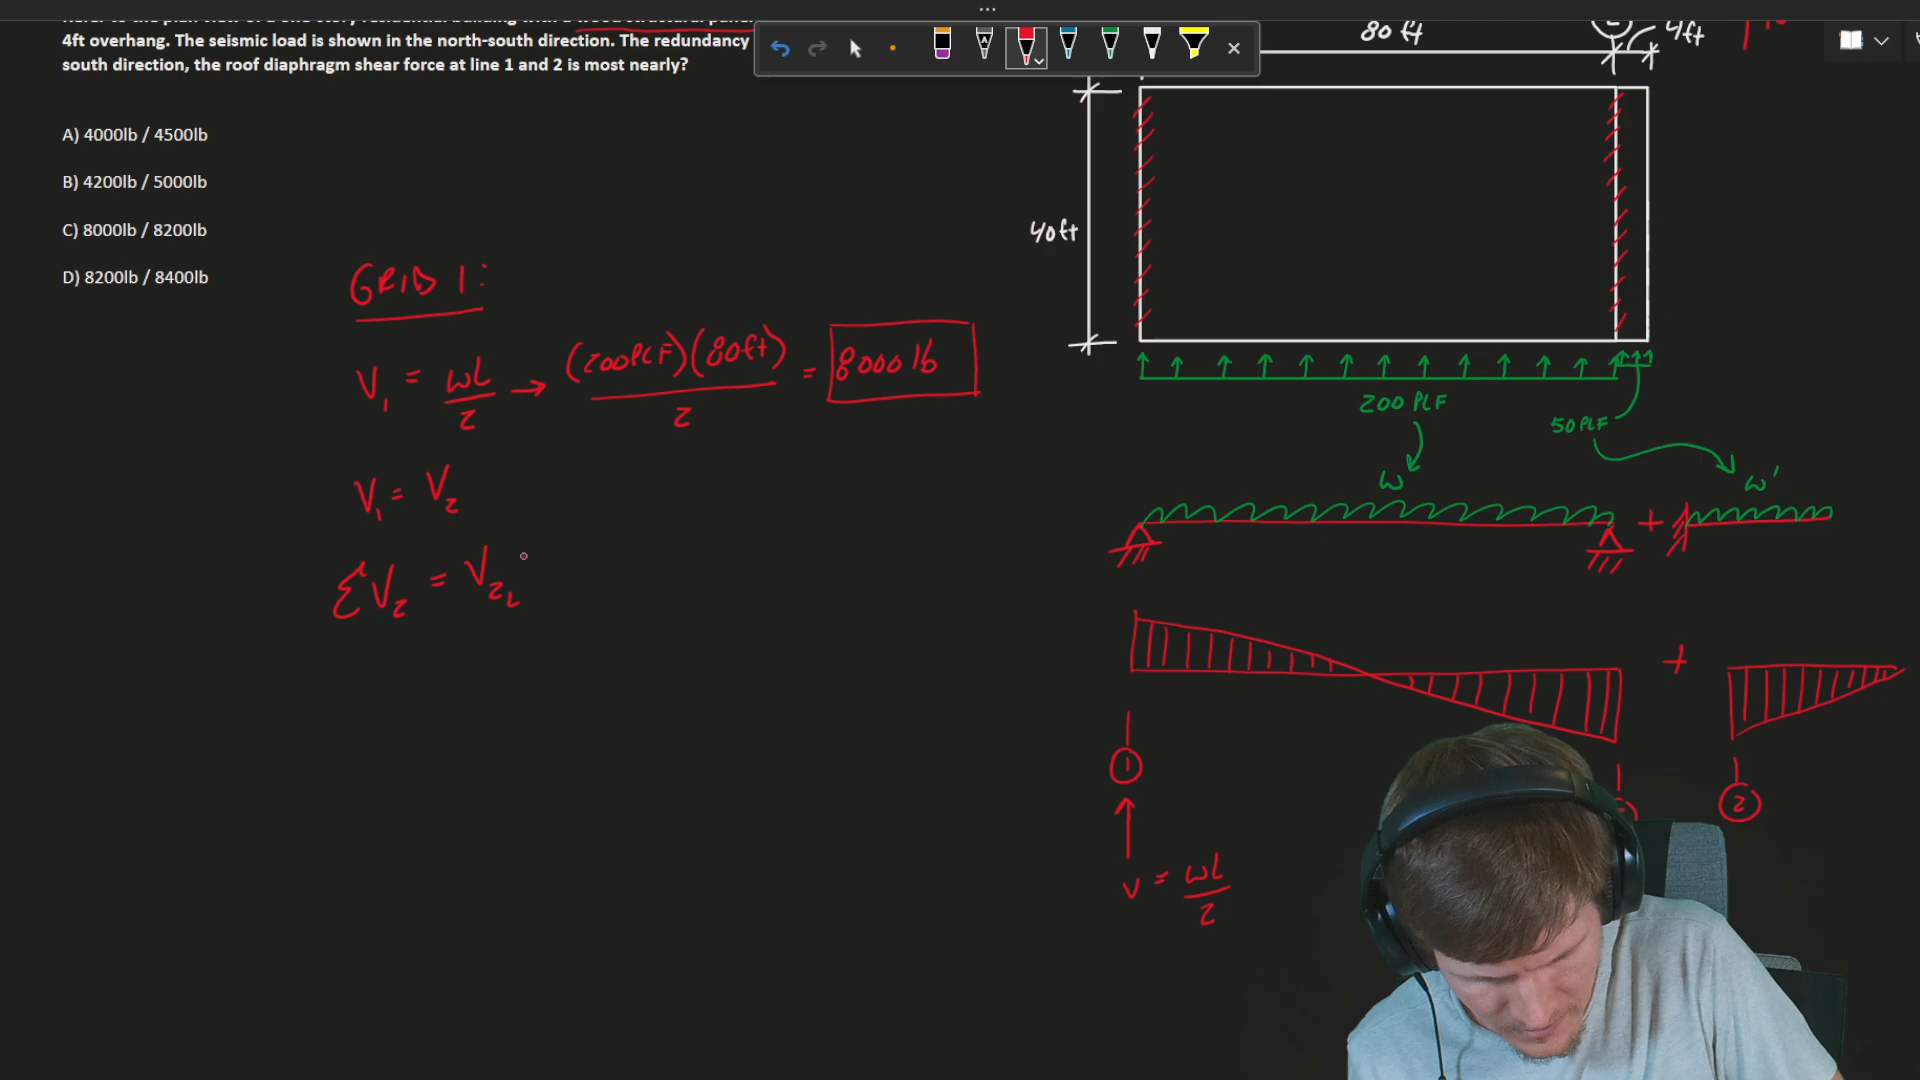 4ft overhang. The seismic load is shown in the north-south direction. The redundancy
south direction, the roof diaphragm shear force at line 1 and 2 is most nearly?
A) 4000lb / 4500lb
B) 4200lb / 5000lb
C) 8000lb / 8200lb
D) 8200lb / 8400lb
GRID 1:
V₁ = wL/2 → (200PLF)(80ft)/2 = 8000 lb
V₁ = V₂
ΣV₂ = V₂L
80 ft
4ft
40ft
200 PLF
50 PLF
w
w'
+
+
1
2
V = wL/2